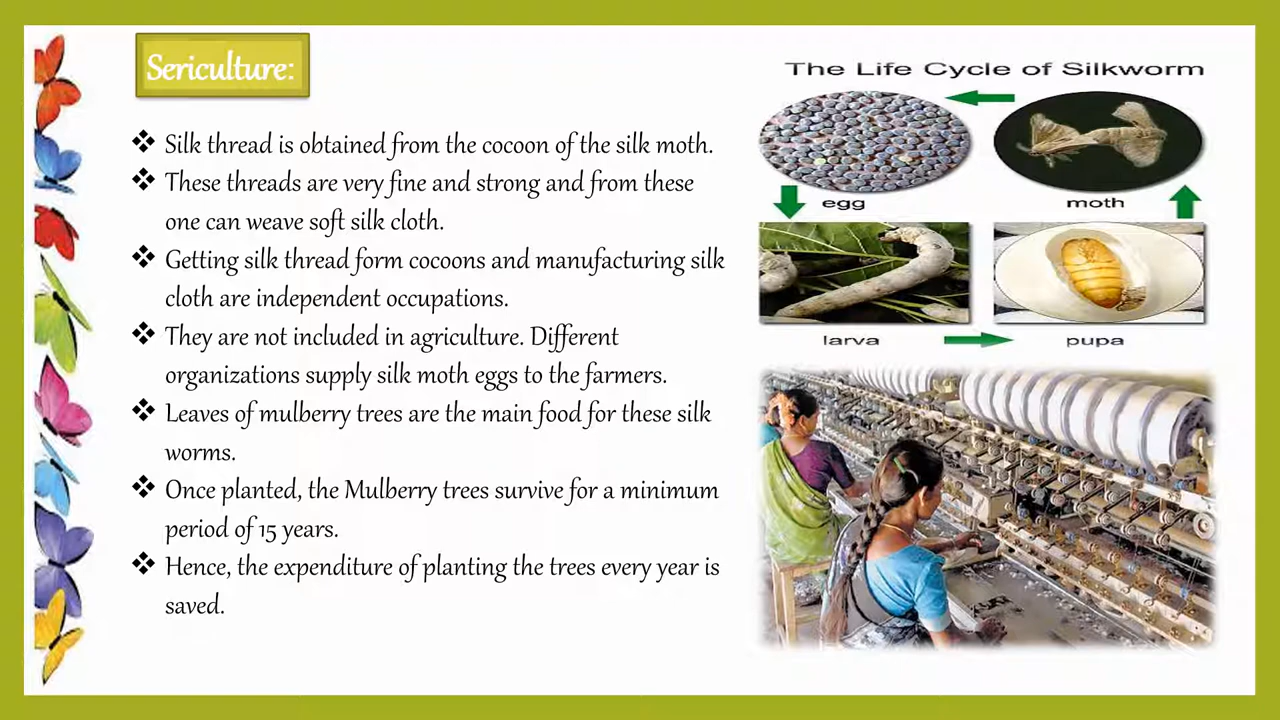 Sericulture:
❖ Silk thread is obtained from the cocoon of the silk moth.
❖ These threads are very fine and strong and from these
one can weave soft silk cloth.
❖ Getting silk thread form cocoons and manufacturing silk
cloth are independent occupations.
❖ They are not included in agriculture. Different
organizations supply silk moth eggs to the farmers.
❖ Leaves of mulberry trees are the main food for these silk
worms.
❖ Once planted, the Mulberry trees survive for a minimum
period of 15 years.
❖ Hence, the expenditure of planting the trees every year is
saved.
The Life Cycle of Silkworm
egg
moth
larva
pupa